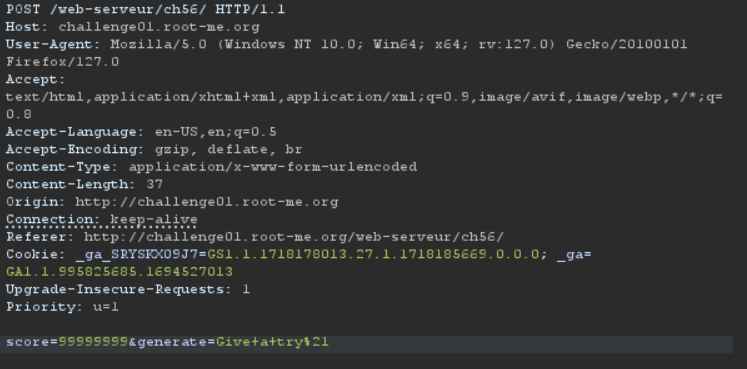 POST /web-serveur/ch56/ HTTP/1.1
Host: challenge01.root-me.org
User-Agent: Mozilla/5.0 (Windows NT 10.0; Win64; x64; rv:127.0) Gecko/20100101
Firefox/127.0
Accept:
text/html,application/xhtml+xml,application/xml;q=0.9,image/avif,image/webp,*/*;q=
0.8
Accept-Language: en-US,en;q=0.5
Accept-Encoding: gzip, deflate, br
Content-Type: application/x-www-form-urlencoded
Content-Length: 37
Origin: http://challenge01.root-me.org
Connection: keep-alive
Referer: http://challenge01.root-me.org/web-serveur/ch56/
Cookie: _ga_SRYSKX09J7=GS1.1.1718178013.27.1.1718185669.0.0.0; _ga=
GA1.1.995825685.1694527013
Upgrade-Insecure-Requests: 1
Priority: u=1
score=99999999&generate=Give+a+try%21